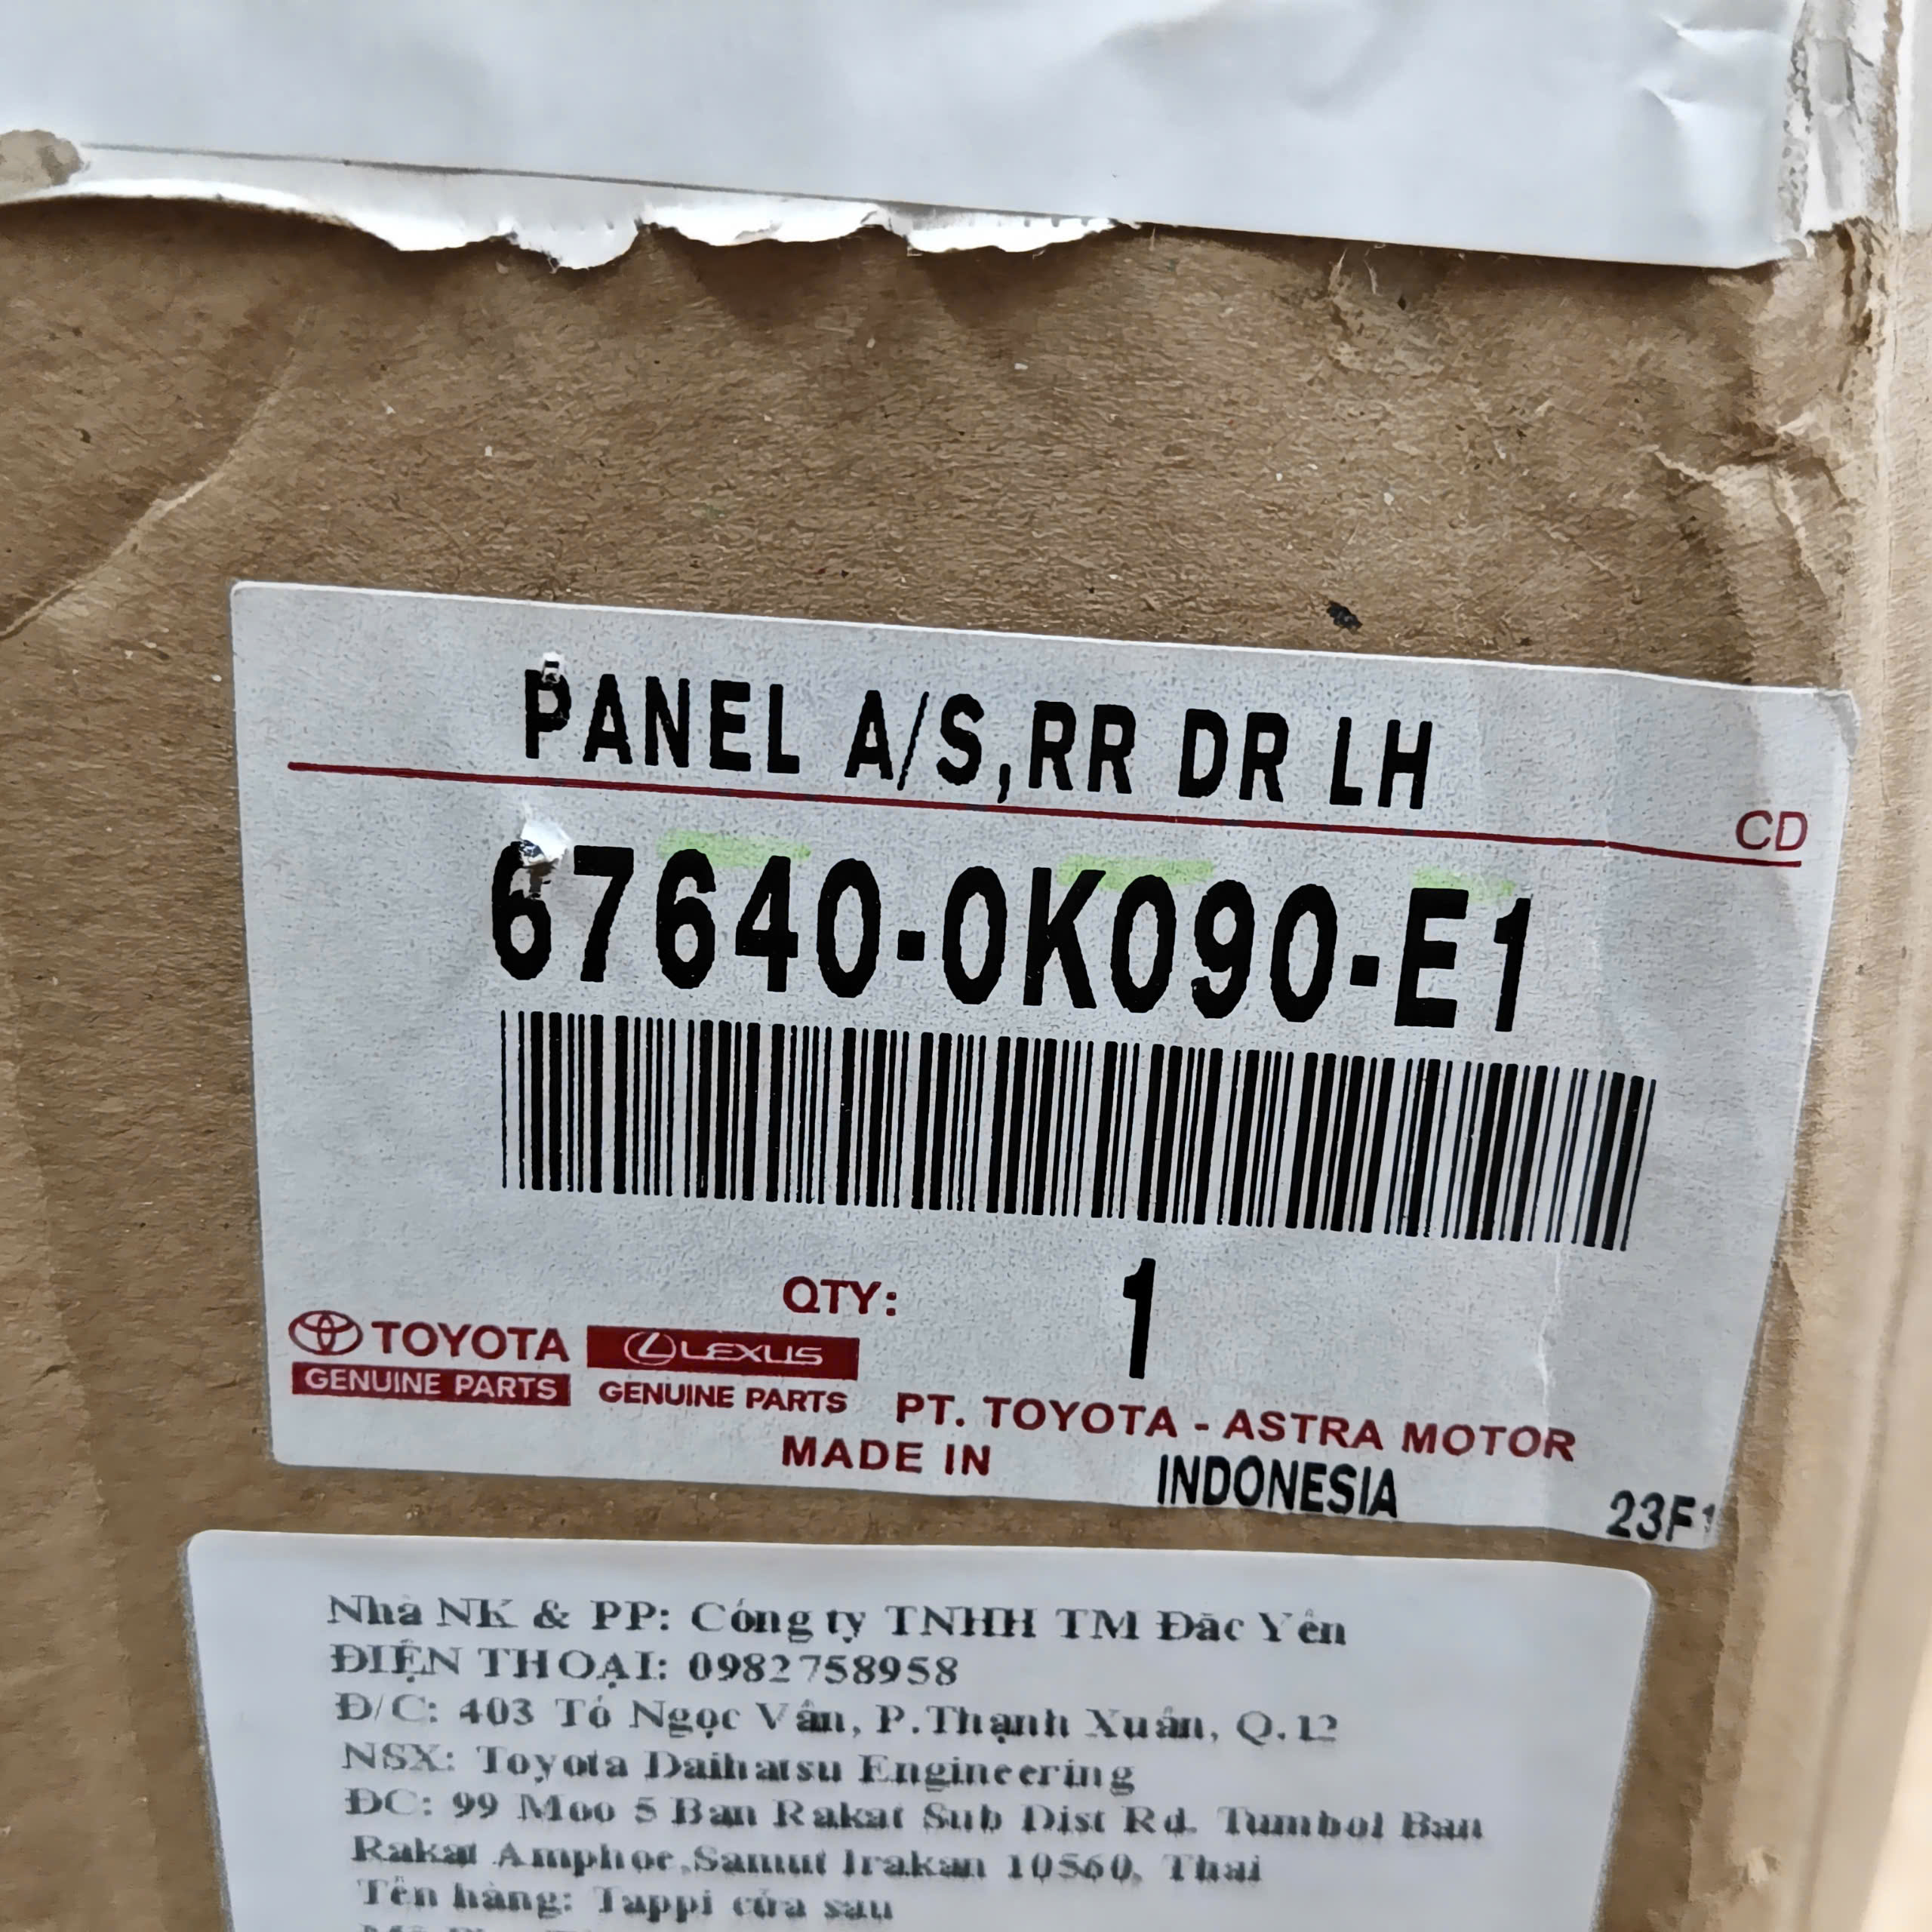 PANEL A/S,RR DR LH
CD
67640-0K090-E1
QTY: 1
TOYOTA LEXUS
GENUINE PARTS GENUINE PARTS PT. TOYOTA - ASTRA MOTOR
MADE IN INDONESIA 23F1
Nhà NK & PP: Công ty TNHH TM Đắc Yến
ĐIỆN THOẠI: 0982758958
Đ/C: 403 Tô Ngọc Vân, P.Thạnh Xuân, Q.12
NSX: Toyota Daihatsu Engineering
ĐC: 99 Moo 5 Ban Rakat Sub Dist Rd. Tumbol Ban
Rakat Amphoe,Samut Irakan 10560, Thai
Tên hàng: Tappi cửa sau